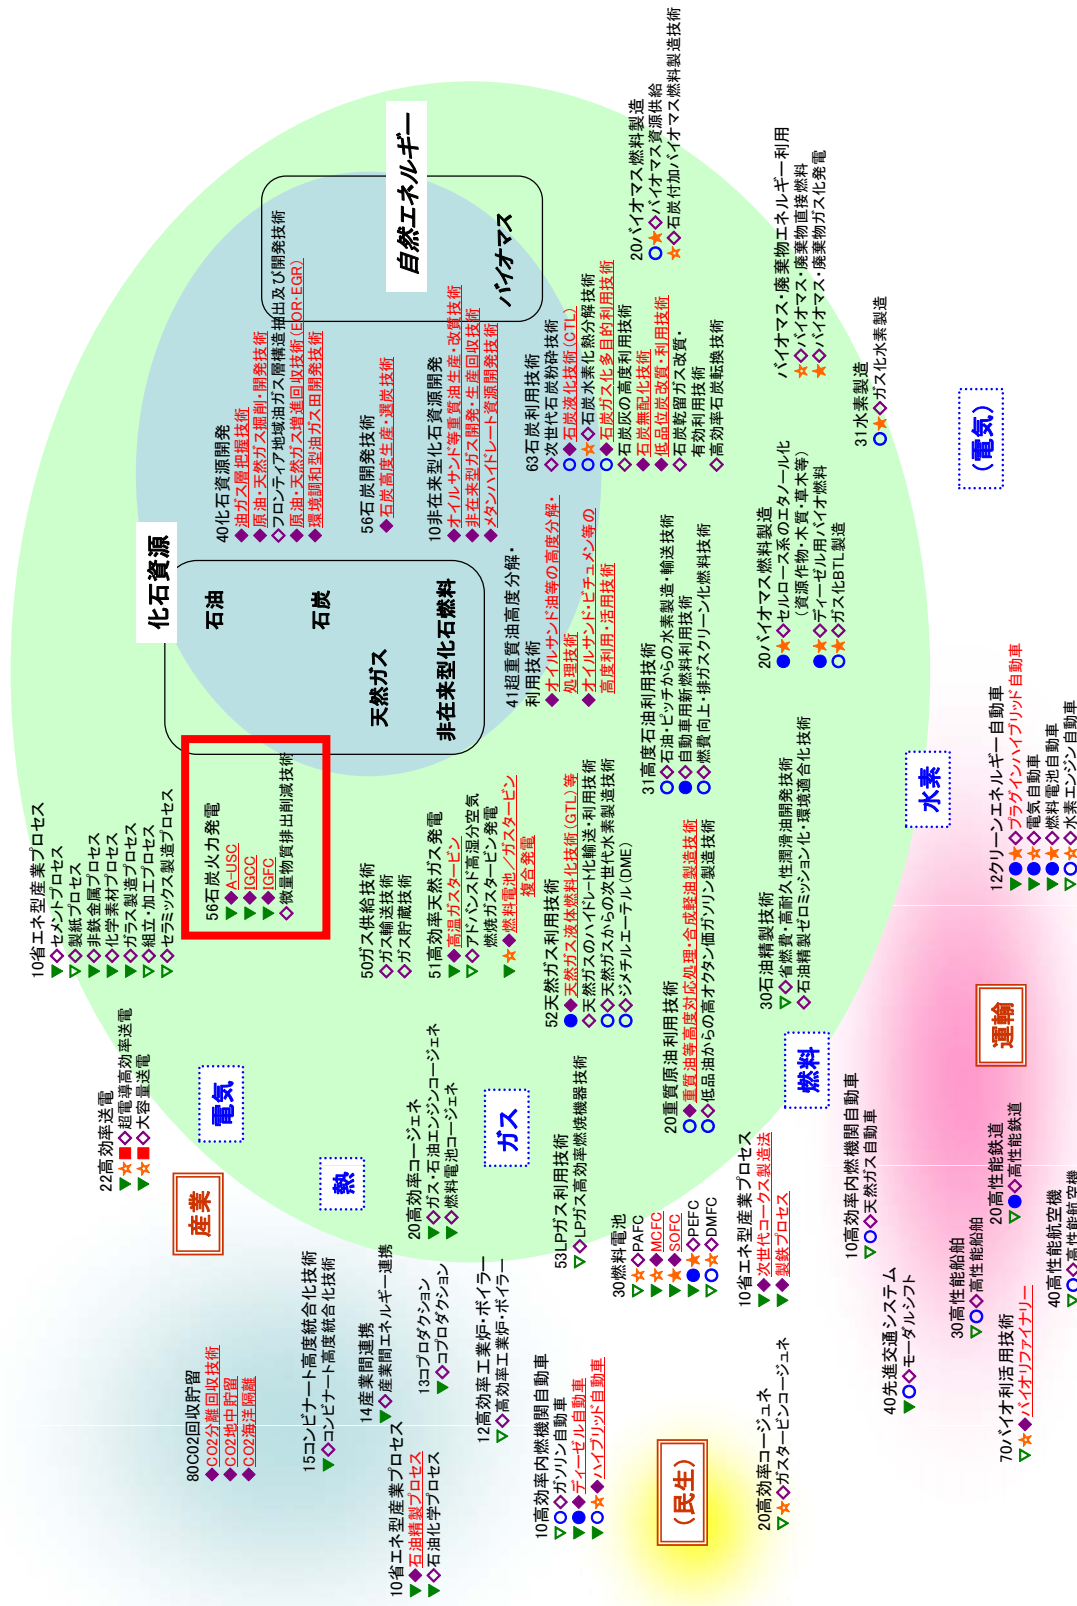 10省エネ型産業プロセス
▼◇セメントプロセス
▽◇製紙プロセス
▼◇非鉄金属プロセス
▼◇化学素材プロセス
▼◇ガラス製造プロセス
▽◇組立・加工プロセス
▽◇セラミックス製造プロセス
22高効率送電
▼☆■◇超電導高効率送電
▼★■◇大容量送電
化石資源
石油
石炭
天然ガス
非在来型化石燃料
自然エネルギー
バイオマス
産業
電気
熱
ガス
80CO2回収貯留
◆CO2分離回収技術
◆CO2地中貯留
◆CO2海洋隔離
56石炭火力発電
▼◆A-USC
▼◆IGCC
▼◆IGFC
◇微量物質排出削減技術
40化石資源開発
◆油ガス層把握技術
◆原油・天然ガス掘削・開発技術
◇フロンティア地域油ガス層構造抽出及び開発技術
◆原油・天然ガス増進回収技術(EOR・EGR)
◆環境調和型油ガス田開発技術
15コンビナート高度統合化技術
▼◇コンビナート高度統合化技術
14産業間連携
▼◇産業間エネルギー連携
20高効率コージェネ
▼◇ガス・石油エンジンコージェネ
▼◇燃料電池コージェネ
50ガス供給技術
◇ガス輸送技術
◇ガス貯蔵技術
56石炭開発技術
◆石炭高度生産・選炭技術
10省エネ型産業プロセス
▼◆石油精製プロセス
▼◇石油化学プロセス
13コプロダクション
▼◇コプロダクション
51高効率天然ガス発電
▼◆高温ガスタービン
▽◇アドバンスド高湿分空気
燃焼ガスタービン発電
▼☆◆燃料電池／ガスタービン
複合発電
10非在来型化石資源開発
◆オイルサンド等重質油生産・改質技術
◆非在来型ガス開発・生産回収技術
◆メタンハイドレート資源開発技術
12高効率工業炉・ボイラー
▽◇高効率工業炉・ボイラー
41超重質油高度分解・
利用技術
◆オイルサンド油等の高度分解・
処理技術
◆オイルサンド・ビチュメン等の
高度利用・活用技術
63石炭利用技術
◇次世代石炭粉砕技術
○◆石炭液化技術(CTL)
○☆◇石炭水素化熱分解技術
○◆石炭ガス化多目的利用技術
◇石炭灰の高度利用技術
◆石炭無配化技術
◆低品位炭改質・利用技術
◇石炭乾留ガス改質・
有効利用技術
◇高効率石炭転換技術
10高効率内燃機関自動車
▽○◇ガソリン自動車
▼●◆ディーゼル自動車
▼○☆◆ハイブリッド自動車
53LPガス利用技術
▽◇LPガス高効率燃焼機器技術
52天然ガス利用技術
●◆天然ガス液体燃料化技術(GTL)等
◇天然ガスのハイドレート化輸送・利用技術
○◇天然ガスからの次世代水素製造技術
○◇ジメチルエーテル(DME)
20バイオマス燃料製造
○★◇バイオマス資源供給
★◇石炭付加バイオマス燃料製造技術
30燃料電池
▽☆◇PAFC
▼★◆MCFC
▼★◆SOFC
▼●★◇PEFC
▽○☆◇DMFC
20重質原油利用技術
○◆重質油等高度対応処理・合成軽油製造技術
○◇低品油からの高オクタン価ガソリン製造技術
31高度石油利用技術
○◇石油・ピッチからの水素製造・輸送技術
●◇自動車用新燃料利用技術
○◇燃費向上・排ガスクリーン化燃料技術
(民生)
10省エネ型産業プロセス
▼◆次世代コークス製造法
▼◆製鉄プロセス
30石油精製技術
▽◇省燃費・高耐久性潤滑油開発技術
◇石油精製ゼロミッション化・環境適合化技術
20バイオマス燃料製造
●★◇セルロース系のエタノール化
(資源作物・木質・草木等)
●★◇ディーゼル用バイオ燃料
○☆◇ガス化BTL製造
バイオマス・廃棄物エネルギー利用
★◇バイオマス・廃棄物直接燃料
★◇バイオマス・廃棄物ガス化発電
20高効率コージェネ
▽☆◇ガスタービンコージェネ
燃料
31水素製造
○☆◇ガス化水素製造
10高効率内燃機関自動車
▽○◇天然ガス自動車
40先進交通システム
▼○◇モーダルシフト
水素
(電気)
30高性能船舶
▽○◇高性能船舶
20高性能鉄道
▽●◇高性能鉄道
運輸
12クリーンエネルギー自動車
▼●★◇プラグインハイブリッド自動車
▼●★◇電気自動車
▼●★◇燃料電池自動車
▽○☆◇水素エンジン自動車
70バイオ利活用技術
▽☆◆バイオリファイナリー
40高性能航空機
▽○◇高性能航空機